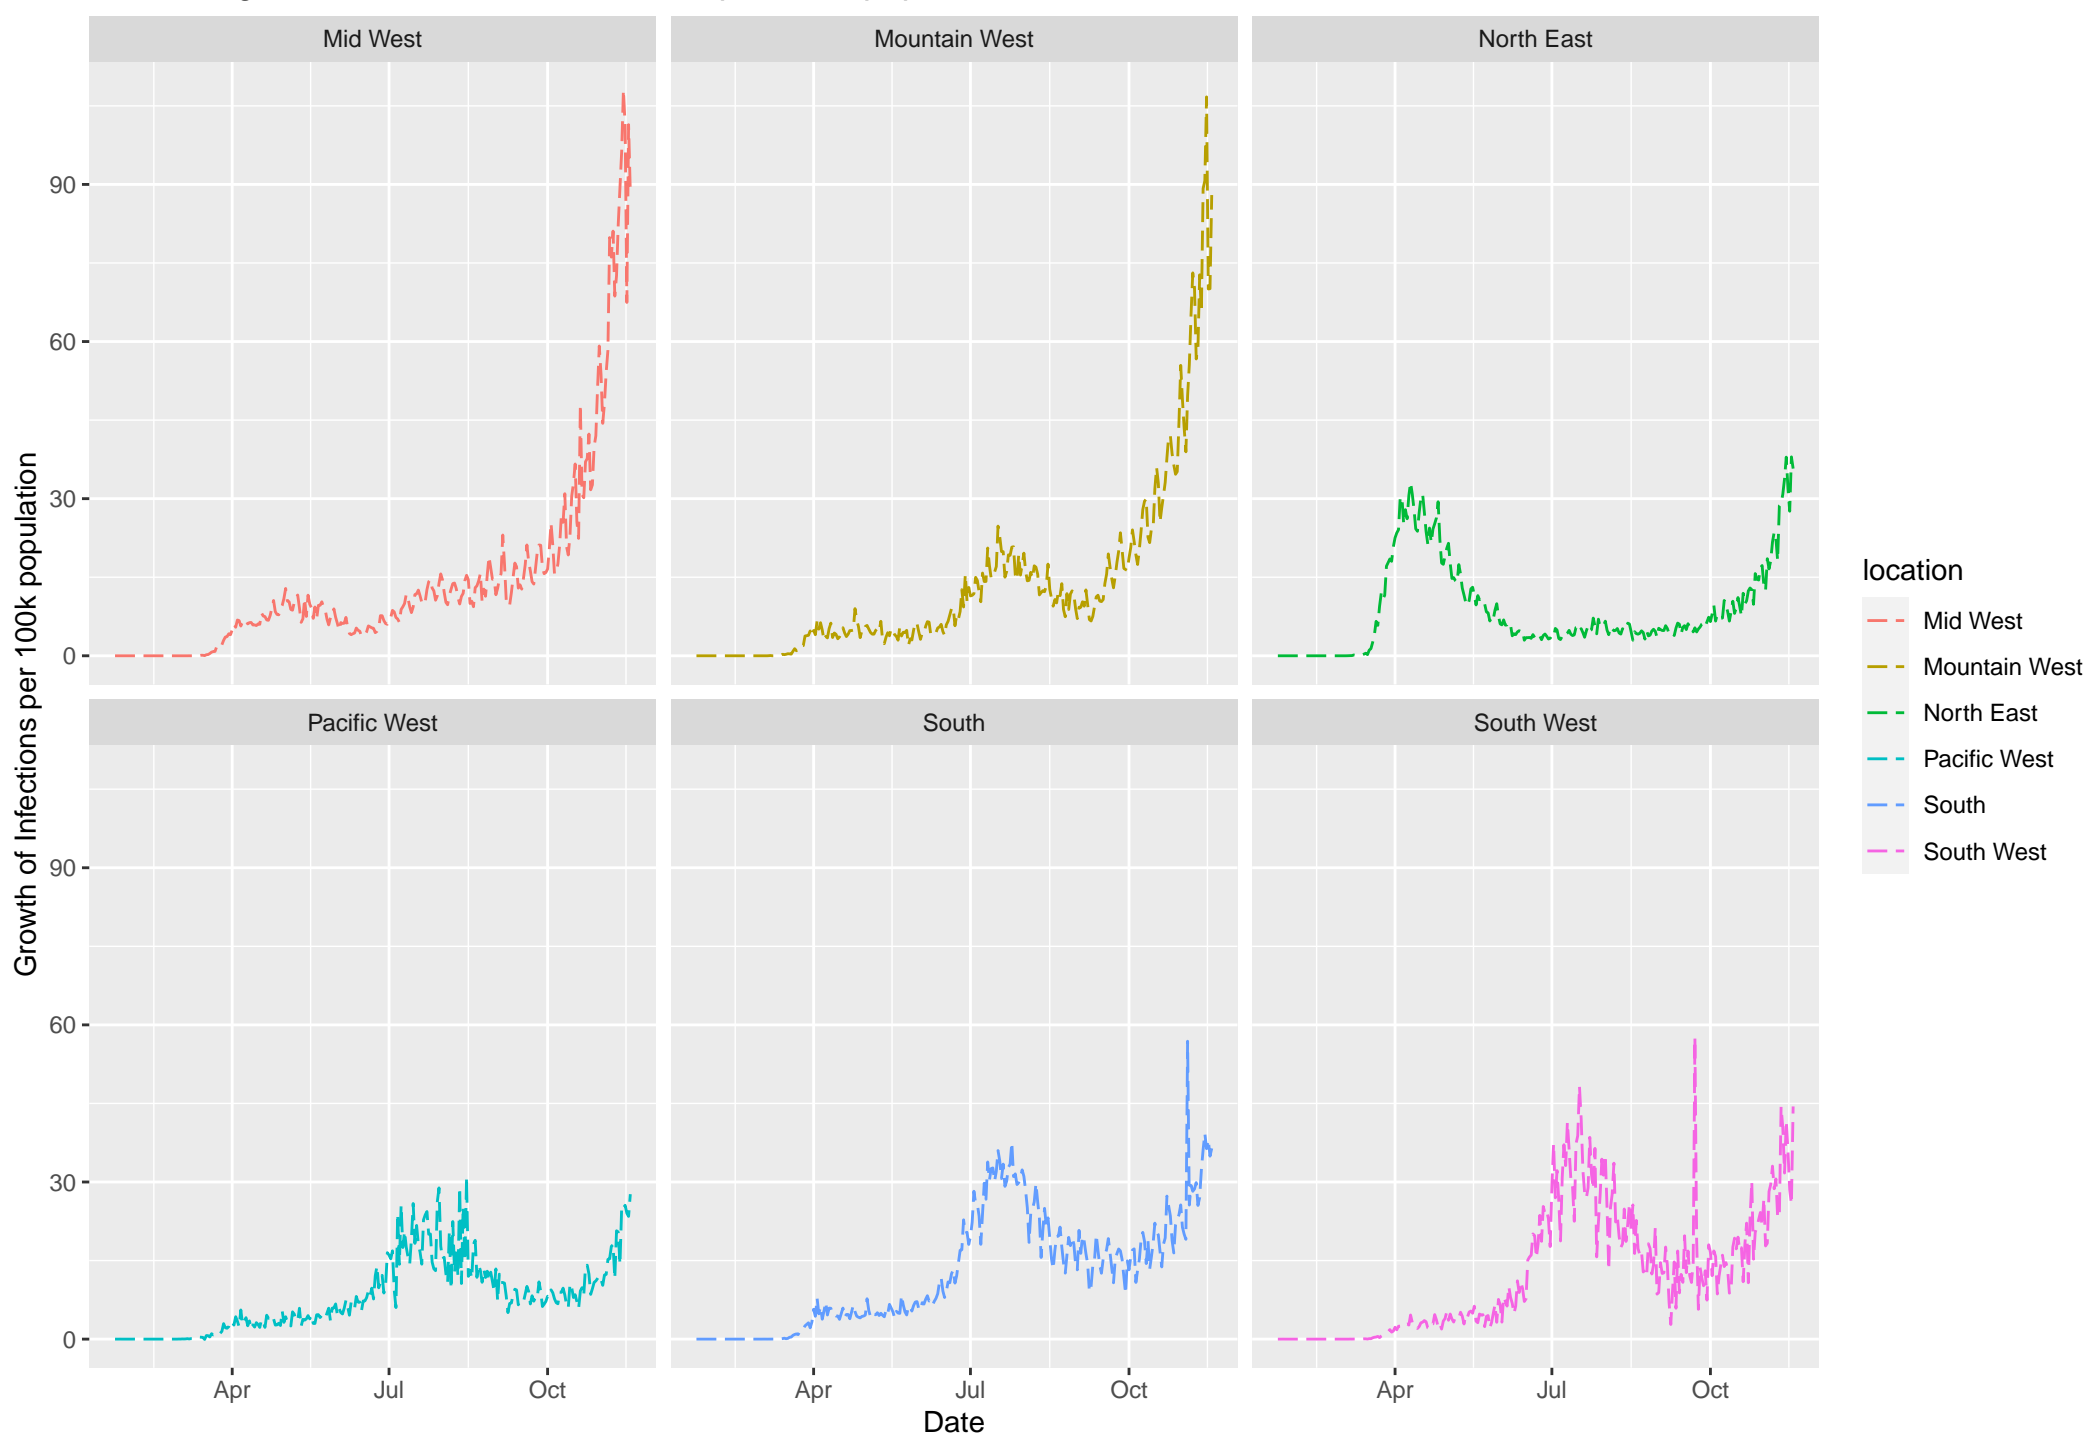 Mid West
Mountain West
North East
90
60
30
0
Pacific West
South
South West
90
60
30
0
Apr
Jul
Oct
Apr
Jul
Oct
Apr
Jul
Oct
Date
Growth of Infections per 100k population
location
Mid West
Mountain West
North East
Pacific West
South
South West